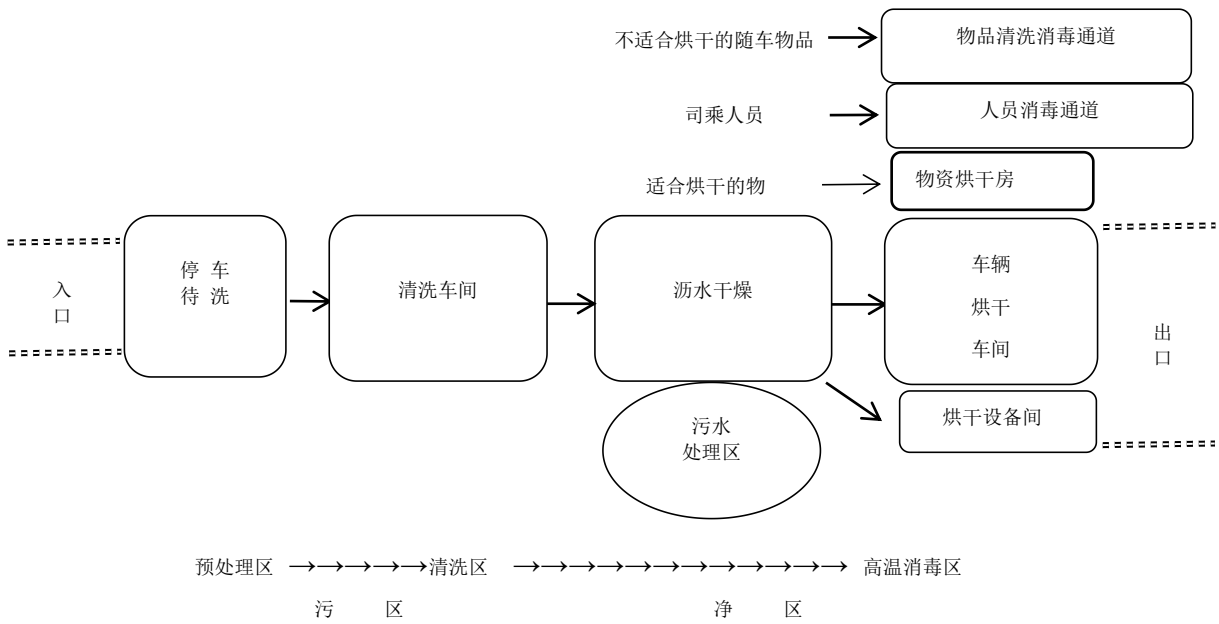 不适合烘干的随车物品
物品清洗消毒通道
司乘人员
人员消毒通道
适合烘干的物
物资烘干房
入
口
停 车
待 洗
清洗车间
沥水干燥
车辆
烘干
车间
出
口
污水
处理区
烘干设备间
预处理区 →→→→→清洗区 →→→→→→→→→→→→ 高温消毒区
污 区 净 区